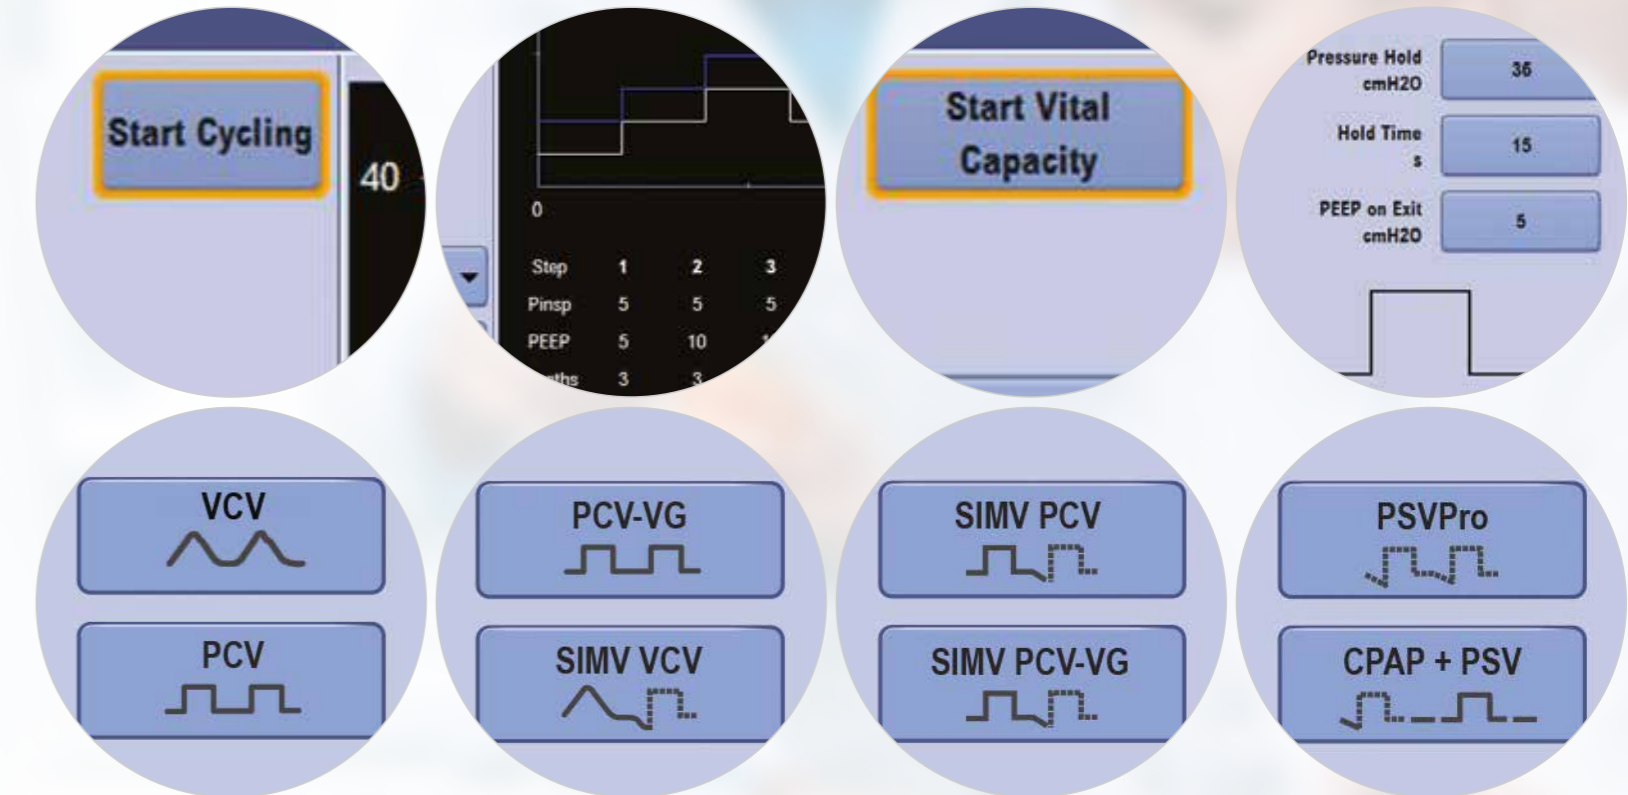 Start Cycling
40
0
Step 1 2 3
Pinsp 5 5 5
PEEP 5 10
3 3
Start Vital
Capacity
Pressure Hold
cmH2O
36
Hold Time
s
15
PEEP on Exit
cmH2O
5
VCV
PCV
PCV-VG
SIMV VCV
SIMV PCV
SIMV PCV-VG
PSVPro
CPAP + PSV